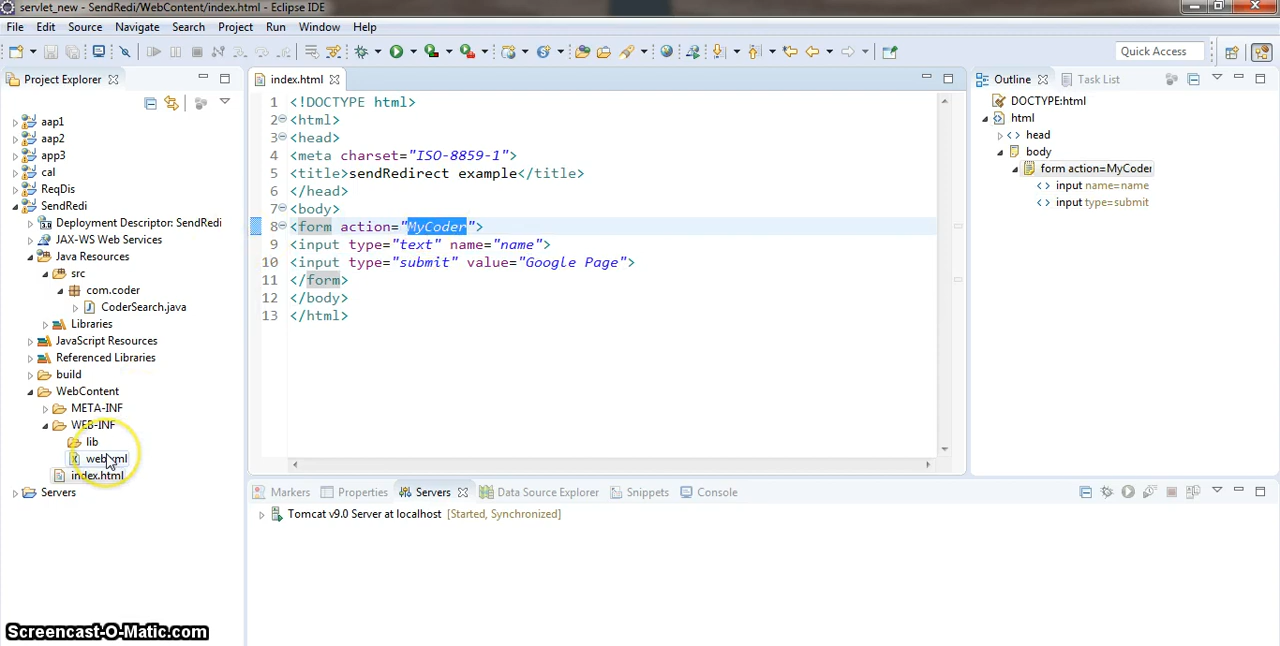 servlet_new - SendRedi/WebContent/index.html - Eclipse IDE
File Edit Source Refactor Navigate Search Project Run Window Help
Quick Access
Project Explorer
aap1
aap2
app3
cal
ReqDis
SendRedi
Deployment Descriptor: SendRedi
JAX-WS Web Services
Java Resources
src
com.coder
CoderSearch.java
Libraries
JavaScript Resources
Referenced Libraries
build
WebContent
META-INF
WEB-INF
lib
web.xml
index.html
Servers
index.html
1 <!DOCTYPE html>
2 <html>
3 <head>
4 <meta charset="ISO-8859-1">
5 <title>sendRedirect example</title>
6 </head>
7 <body>
8 <form action="MyCoder">
9 <input type="text" name="name">
10 <input type="submit" value="Google Page">
11 </form>
12 </body>
13 </html>
Outline Task List
DOCTYPE:html
html
head
body
form action=MyCoder
input name=name
input type=submit
Markers Properties Servers Data Source Explorer Snippets Console
Tomcat v9.0 Server at localhost [Started, Synchronized]
Screencast-O-Matic.com